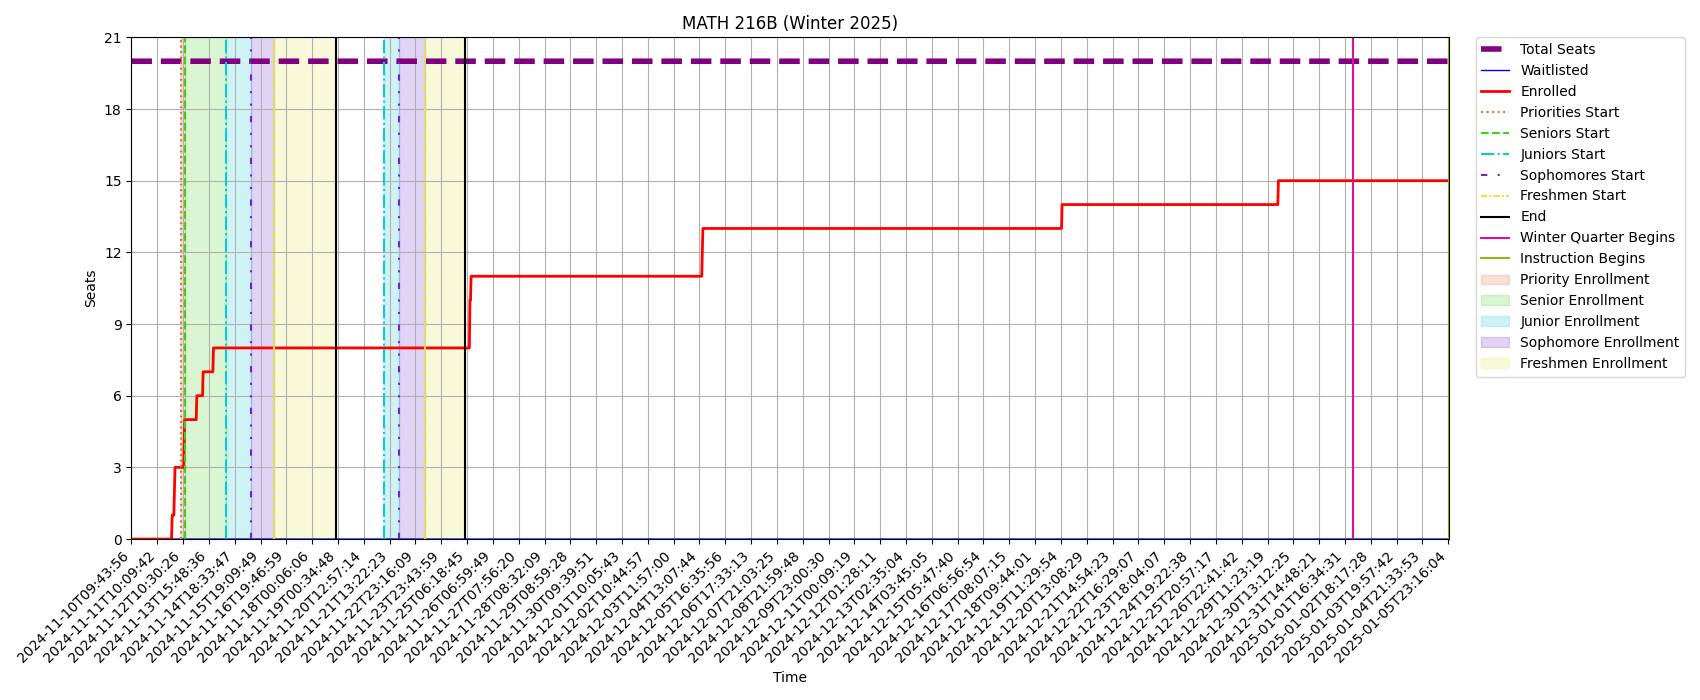 MATH 216B (Winter 2025)
21
18
15
12
9
6
3
0
Seats
2024-11-10T09:43:56
2024-11-11T10:09:42
2024-11-12T10:30:26
2024-11-13T15:48:36
2024-11-14T18:33:47
2024-11-15T19:09:49
2024-11-16T19:46:59
2024-11-18T00:06:06
2024-11-19T00:34:48
2024-11-20T12:57:14
2024-11-21T13:22:23
2024-11-22T23:16:09
2024-11-23T23:43:59
2024-11-25T06:18:45
2024-11-26T06:59:49
2024-11-27T07:56:20
2024-11-28T08:32:09
2024-11-29T08:59:28
2024-11-30T09:39:51
2024-12-01T10:05:43
2024-12-02T10:44:57
2024-12-03T11:57:00
2024-12-04T13:07:44
2024-12-05T16:35:56
2024-12-06T17:33:13
2024-12-07T21:03:25
2024-12-08T21:59:48
2024-12-09T23:00:30
2024-12-11T00:09:19
2024-12-12T01:28:11
2024-12-13T02:35:04
2024-12-14T03:45:05
2024-12-15T05:47:40
2024-12-16T06:56:54
2024-12-17T08:07:15
2024-12-18T09:44:01
2024-12-19T11:29:54
2024-12-20T13:08:29
2024-12-21T14:54:23
2024-12-22T16:29:07
2024-12-23T18:04:07
2024-12-24T19:22:38
2024-12-25T20:57:17
2024-12-26T22:41:42
2024-12-29T11:23:19
2024-12-30T13:12:25
2024-12-31T14:48:21
2025-01-01T16:34:31
2025-01-02T18:17:28
2025-01-03T19:57:42
2025-01-04T21:33:53
2025-01-05T23:16:04
Time
Total Seats
Waitlisted
Enrolled
Priorities Start
Seniors Start
Juniors Start
Sophomores Start
Freshmen Start
End
Winter Quarter Begins
Instruction Begins
Priority Enrollment
Senior Enrollment
Junior Enrollment
Sophomore Enrollment
Freshmen Enrollment